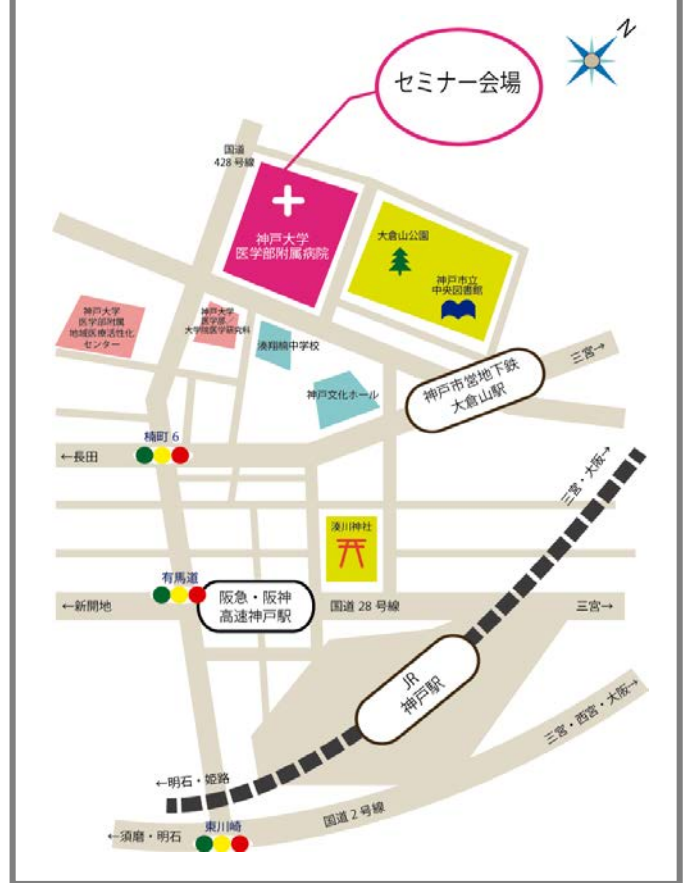 N
セミナー会場
国道
428号線
神戸大学
医学部附属病院
大倉山公園
神戸市立
中央図書館
神戸大学
医学部附属
地域医療活性化
センター
神戸大学
医学部・
大学院医学研究科
湊翔楠中学校
神戸文化ホール
神戸市営地下鉄
大倉山駅
三宮→
楠町6
←長田
三宮・大阪→
湊川神社
有馬道
←新開地
阪急・阪神
高速神戸駅
国道28号線
三宮→
JR
神戸駅
三宮・西宮・大阪→
←明石・姫路
国道2号線
東川崎
←須磨・明石